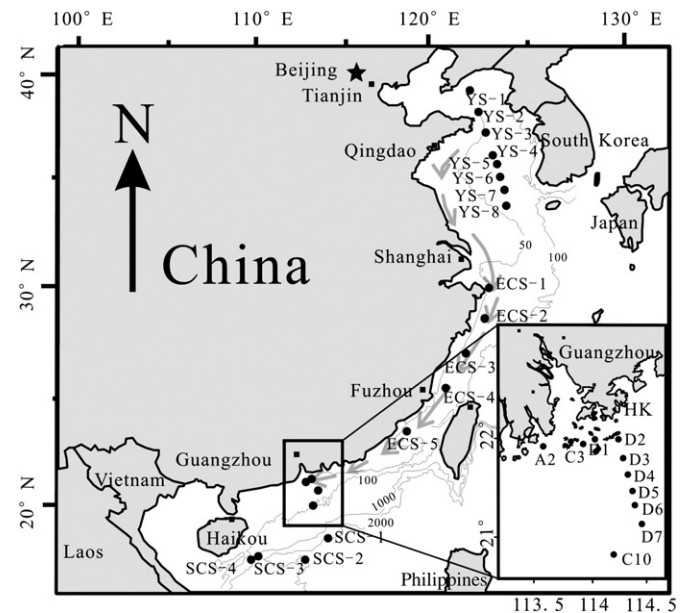 100° E
110° E
120° E
130° E
40° N
30° N
20° N
Beijing
Tianjin
YS-1
YS-2
YS-3
YS-4
South Korea
Qingdao
YS-5
YS-6
YS-7
YS-8
Japan
N
China
Shanghai
50
100
ECS-1
ECS-2
ECS-3
Fuzhou
ECS-4
ECS-5
Guangzhou
Vietnam
100
1000
2000
Haikou
Laos
SCS-1
SCS-2
SCS-3
SCS-4
Philippines
Guangzhou
HK
22°
A2
C3
D1
D2
D3
D4
D5
D6
D7
21°
C10
113.5
114
114.5